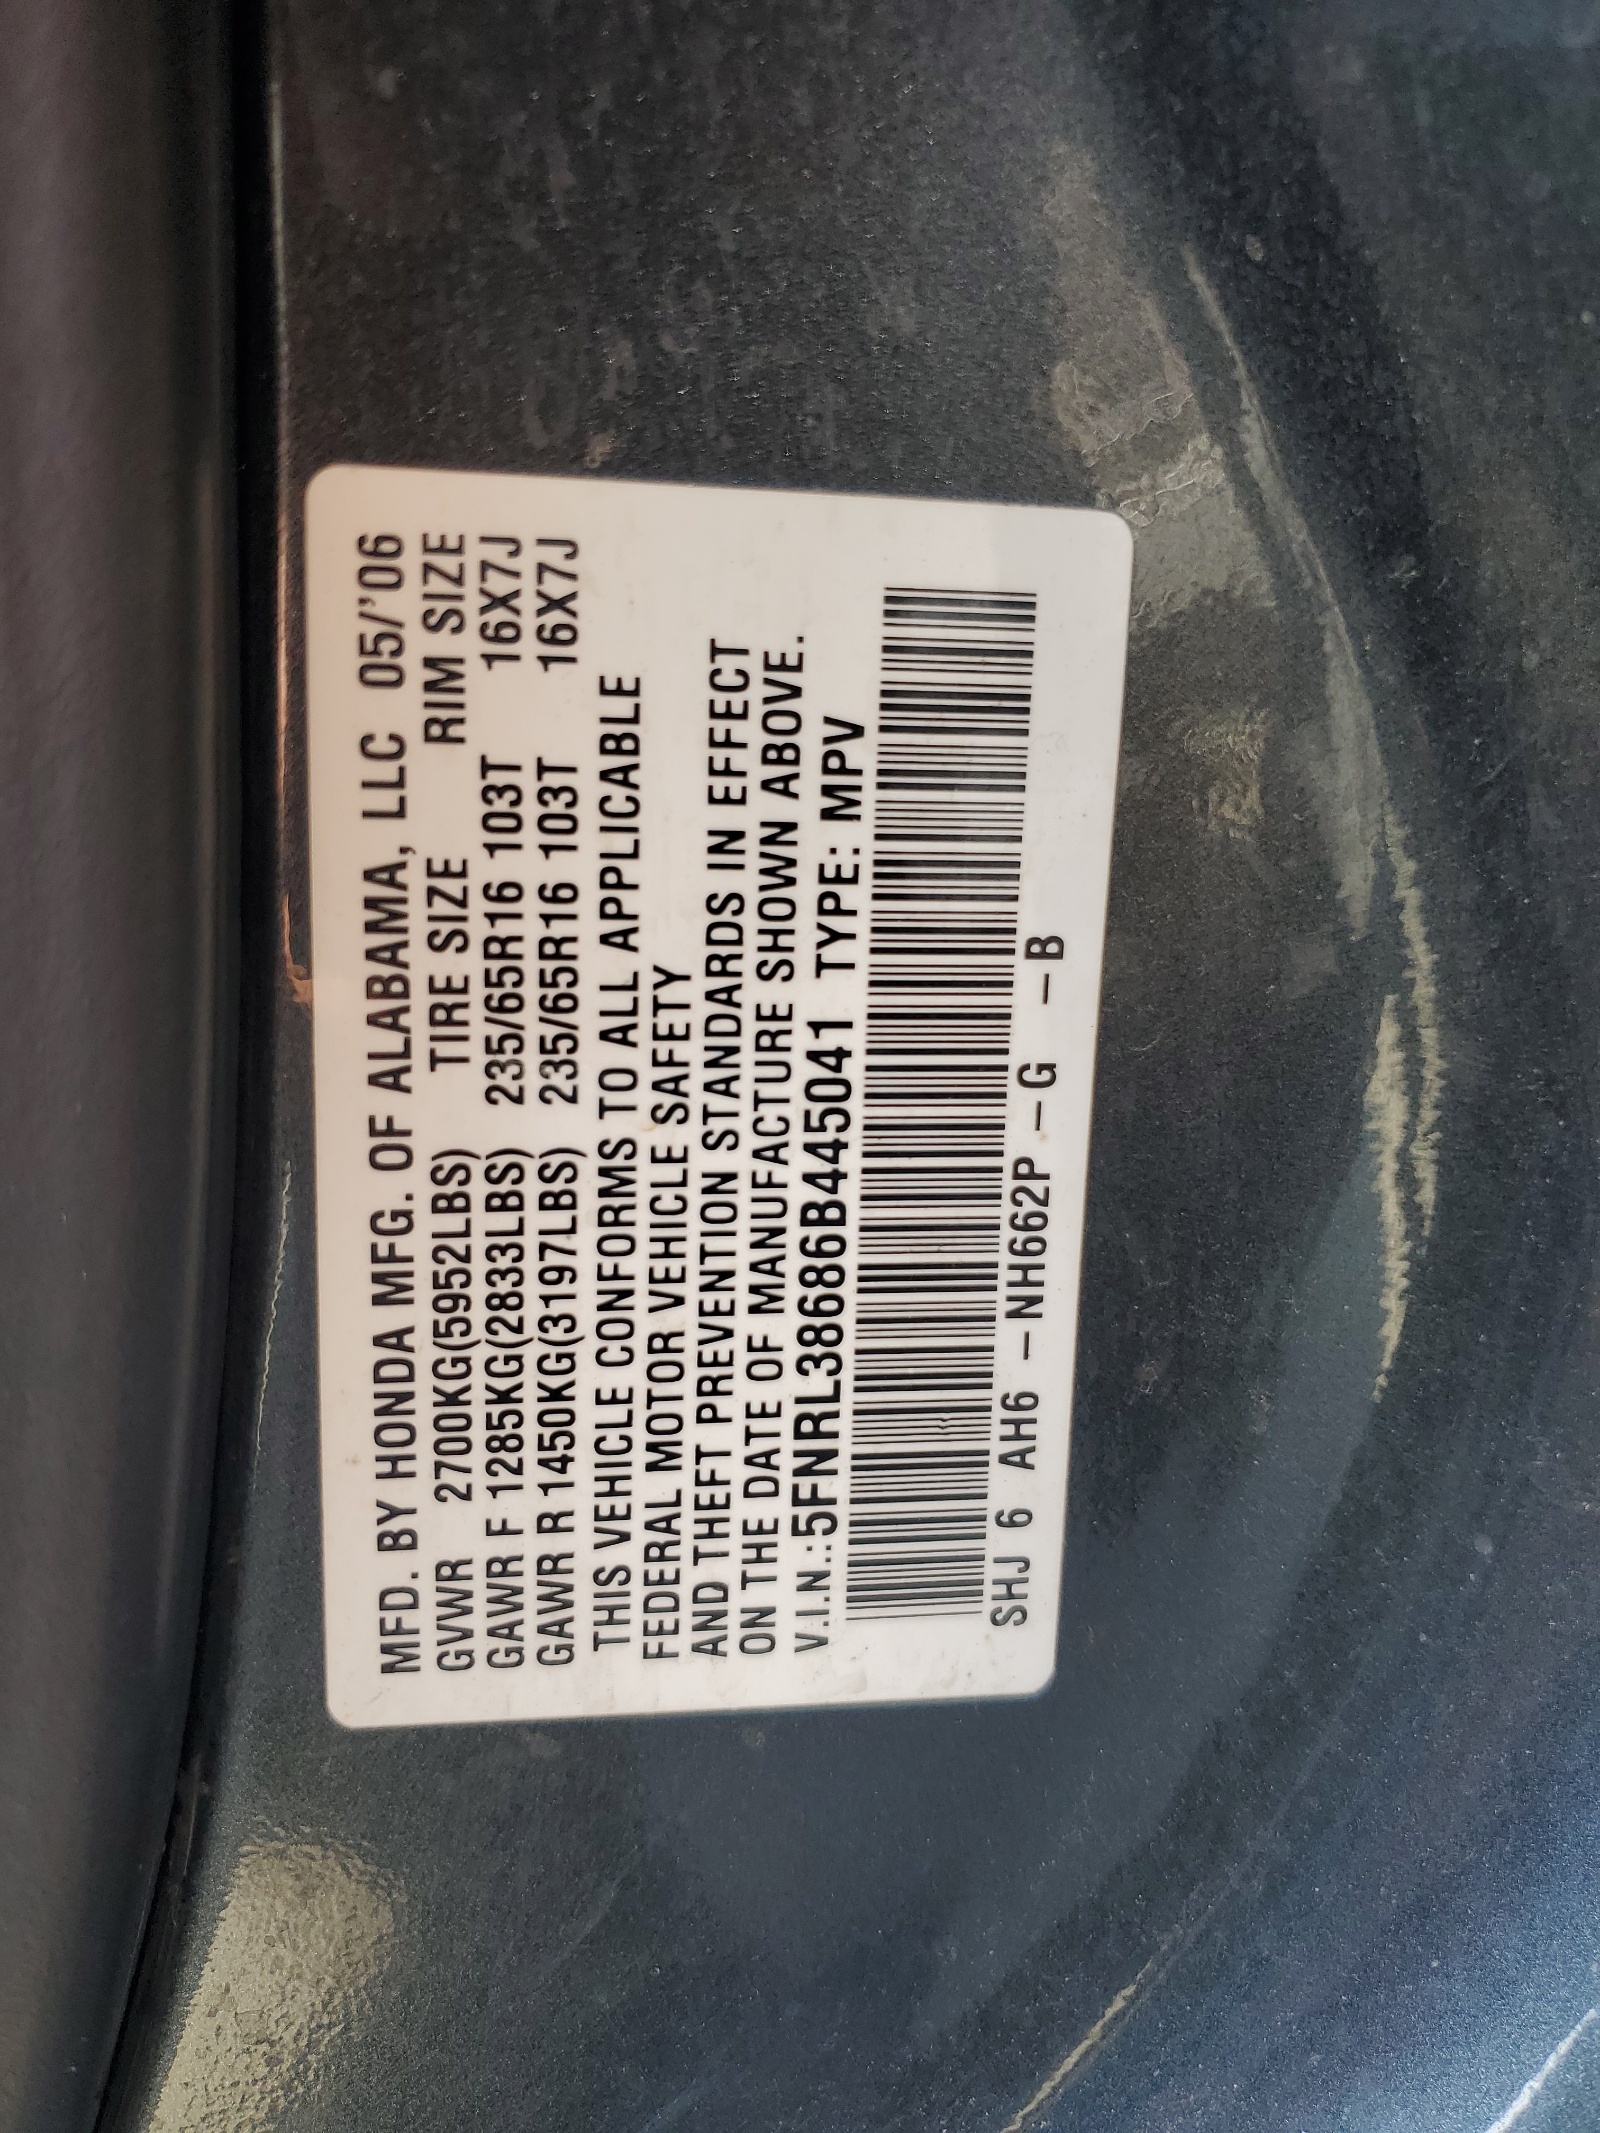 MFD. BY HONDA MFG. OF ALABAMA, LLC 05/'06
GVWR 2700KG(5952LBS) TIRE SIZE RIM SIZE
GAWR F 1285KG(2833LBS) 235/65R16 103T 16X7J
GAWR R 1450KG(3197LBS) 235/65R16 103T 16X7J
THIS VEHICLE CONFORMS TO ALL APPLICABLE
FEDERAL MOTOR VEHICLE SAFETY
AND THEFT PREVENTION STANDARDS IN EFFECT
ON THE DATE OF MANUFACTURE SHOWN ABOVE.
V.I.N.:5FNRL38686B445041 TYPE: MPV
SHJ 6 AH6 -NH662P-G -B